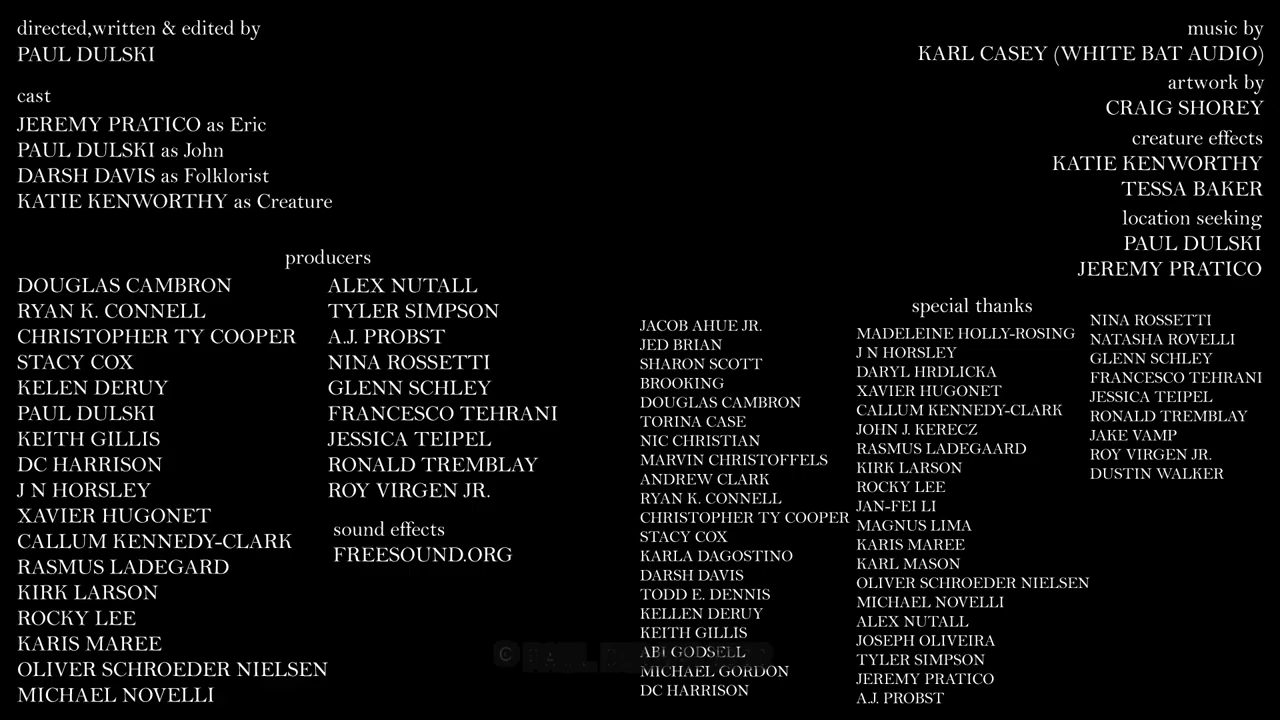 directed,written & edited by
PAUL DULSKI
cast
JEREMY PRATICO as Eric
PAUL DULSKI as John
DARSH DAVIS as Folklorist
KATIE KENWORTHY as Creature
producers
DOUGLAS CAMBRON
RYAN K. CONNELL
CHRISTOPHER TY COOPER
STACY COX
KELEN DERUY
PAUL DULSKI
KEITH GILLIS
DC HARRISON
J N HORSLEY
XAVIER HUGONET
CALLUM KENNEDY-CLARK
RASMUS LADEGARD
KIRK LARSON
ROCKY LEE
KARIS MAREE
OLIVER SCHROEDER NIELSEN
MICHAEL NOVELLI
ALEX NUTALL
TYLER SIMPSON
A.J. PROBST
NINA ROSSETTI
GLENN SCHLEY
FRANCESCO TEHRANI
JESSICA TEIPEL
RONALD TREMBLAY
ROY VIRGEN JR.
sound effects
FREESOUND.ORG
music by
KARL CASEY (WHITE BAT AUDIO)
artwork by
CRAIG SHOREY
creature effects
KATIE KENWORTHY
TESSA BAKER
location seeking
PAUL DULSKI
JEREMY PRATICO
special thanks
JACOB AHUE JR.
JED BRIAN
SHARON SCOTT
BROOKING
DOUGLAS CAMBRON
TORINA CASE
NIC CHRISTIAN
MARVIN CHRISTOFFELS
ANDREW CLARK
RYAN K. CONNELL
CHRISTOPHER TY COOPER
STACY COX
KARLA DAGOSTINO
DARSH DAVIS
TODD E. DENNIS
KELLEN DERUY
KEITH GILLIS
ABI GODSELL
MICHAEL GORDON
DC HARRISON
MADELEINE HOLLY-ROSING
J N HORSLEY
DARYL HRDLICKA
XAVIER HUGONET
CALLUM KENNEDY-CLARK
JOHN J. KERECZ
RASMUS LADEGAARD
KIRK LARSON
ROCKY LEE
JAN-FEI LI
MAGNUS LIMA
KARIS MAREE
KARL MASON
OLIVER SCHROEDER NIELSEN
MICHAEL NOVELLI
ALEX NUTALL
JOSEPH OLIVEIRA
TYLER SIMPSON
JEREMY PRATICO
A.J. PROBST
NINA ROSSETTI
NATASHA ROVELLI
GLENN SCHLEY
FRANCESCO TEHRANI
JESSICA TEIPEL
RONALD TREMBLAY
JAKE VAMP
ROY VIRGEN JR.
DUSTIN WALKER
©